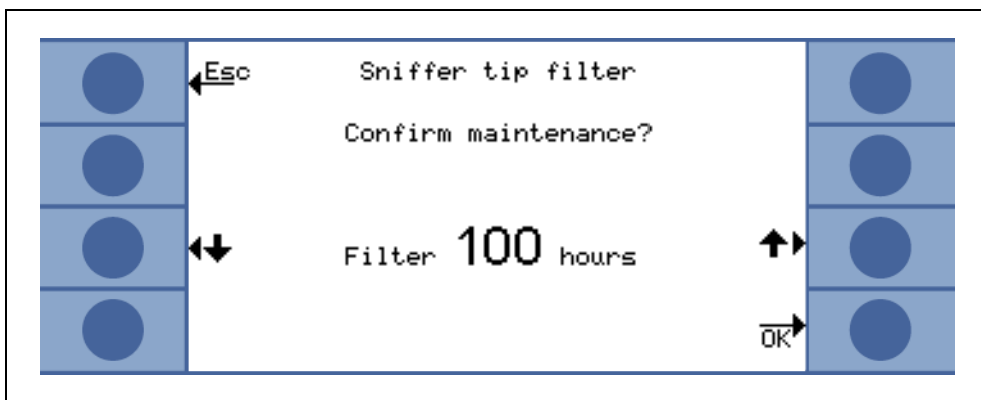 Esc
Sniffer tip filter
Confirm maintenance?
Filter 100 hours
OK